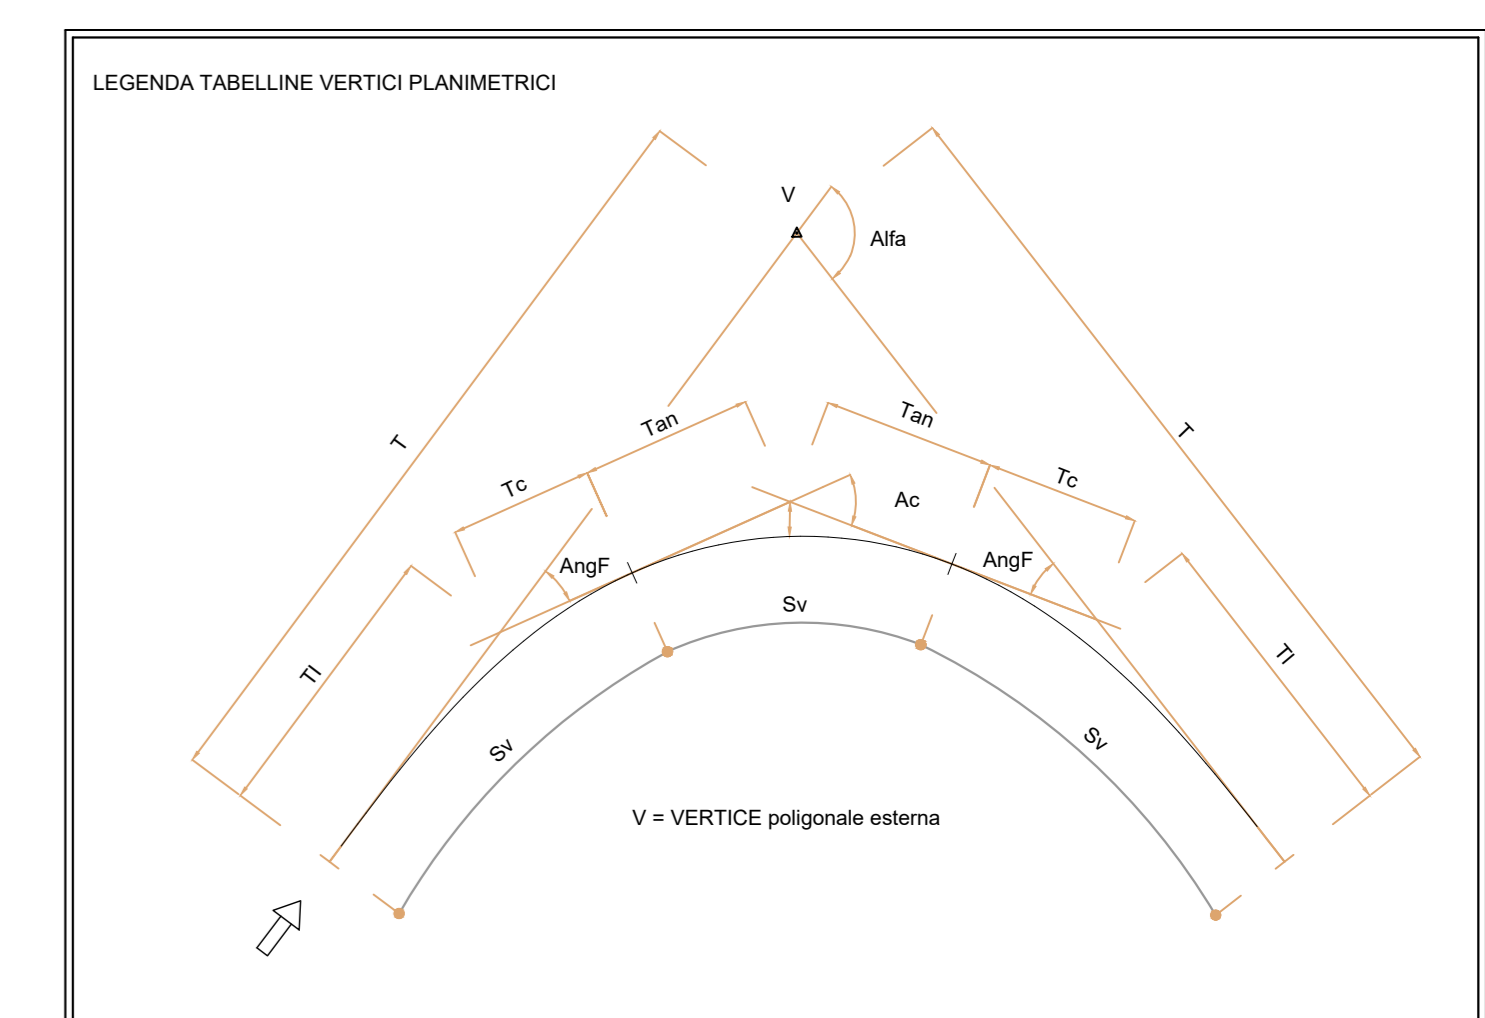 LEGENDA TABELLINE VERTICI PLANIMETRICI
V
Alfa
T
Tan
Tan
T
Tc
Tc
Ac
AngF
AngF
Sv
Tl
Tl
Sv
Sv
V = VERTICE poligonale esterna